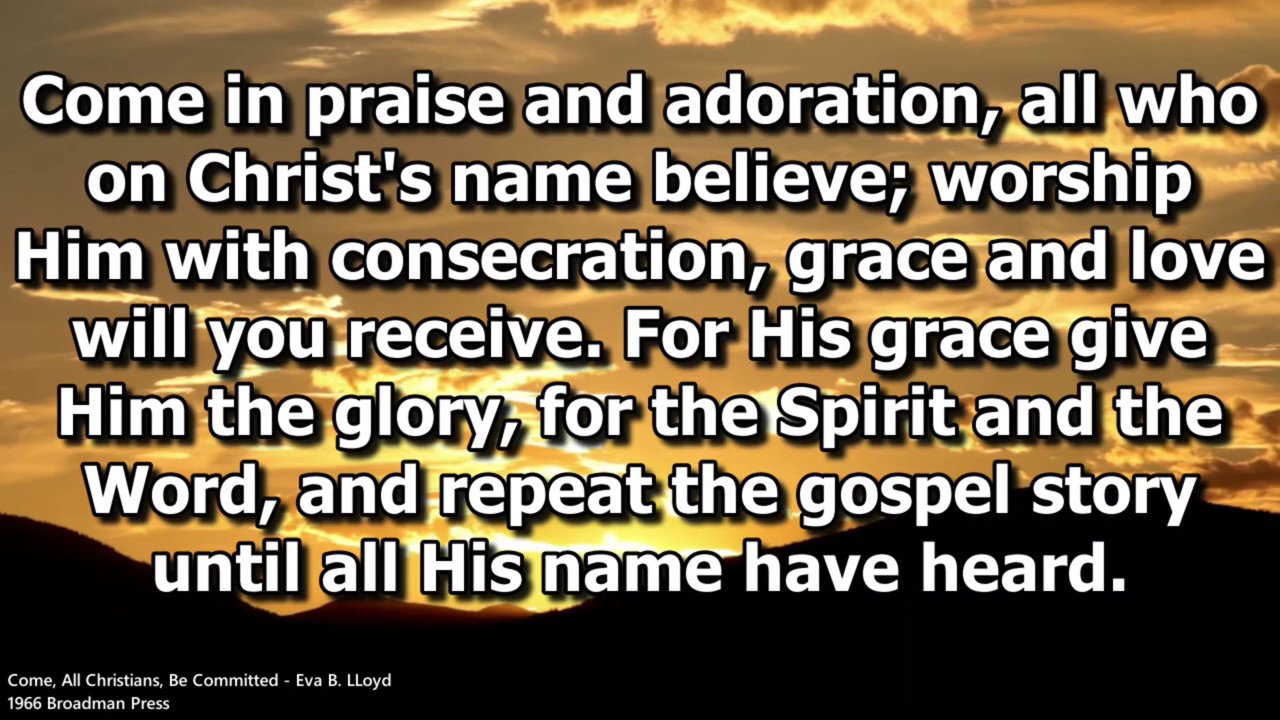 Come in praise and adoration, all who
on Christ's name believe; worship
Him with consecration, grace and love
will you receive. For His grace give
Him the glory, for the Spirit and the
Word, and repeat the gospel story
until all His name have heard.
Come, All Christians, Be Committed - Eva B. LLoyd
1966 Broadman Press